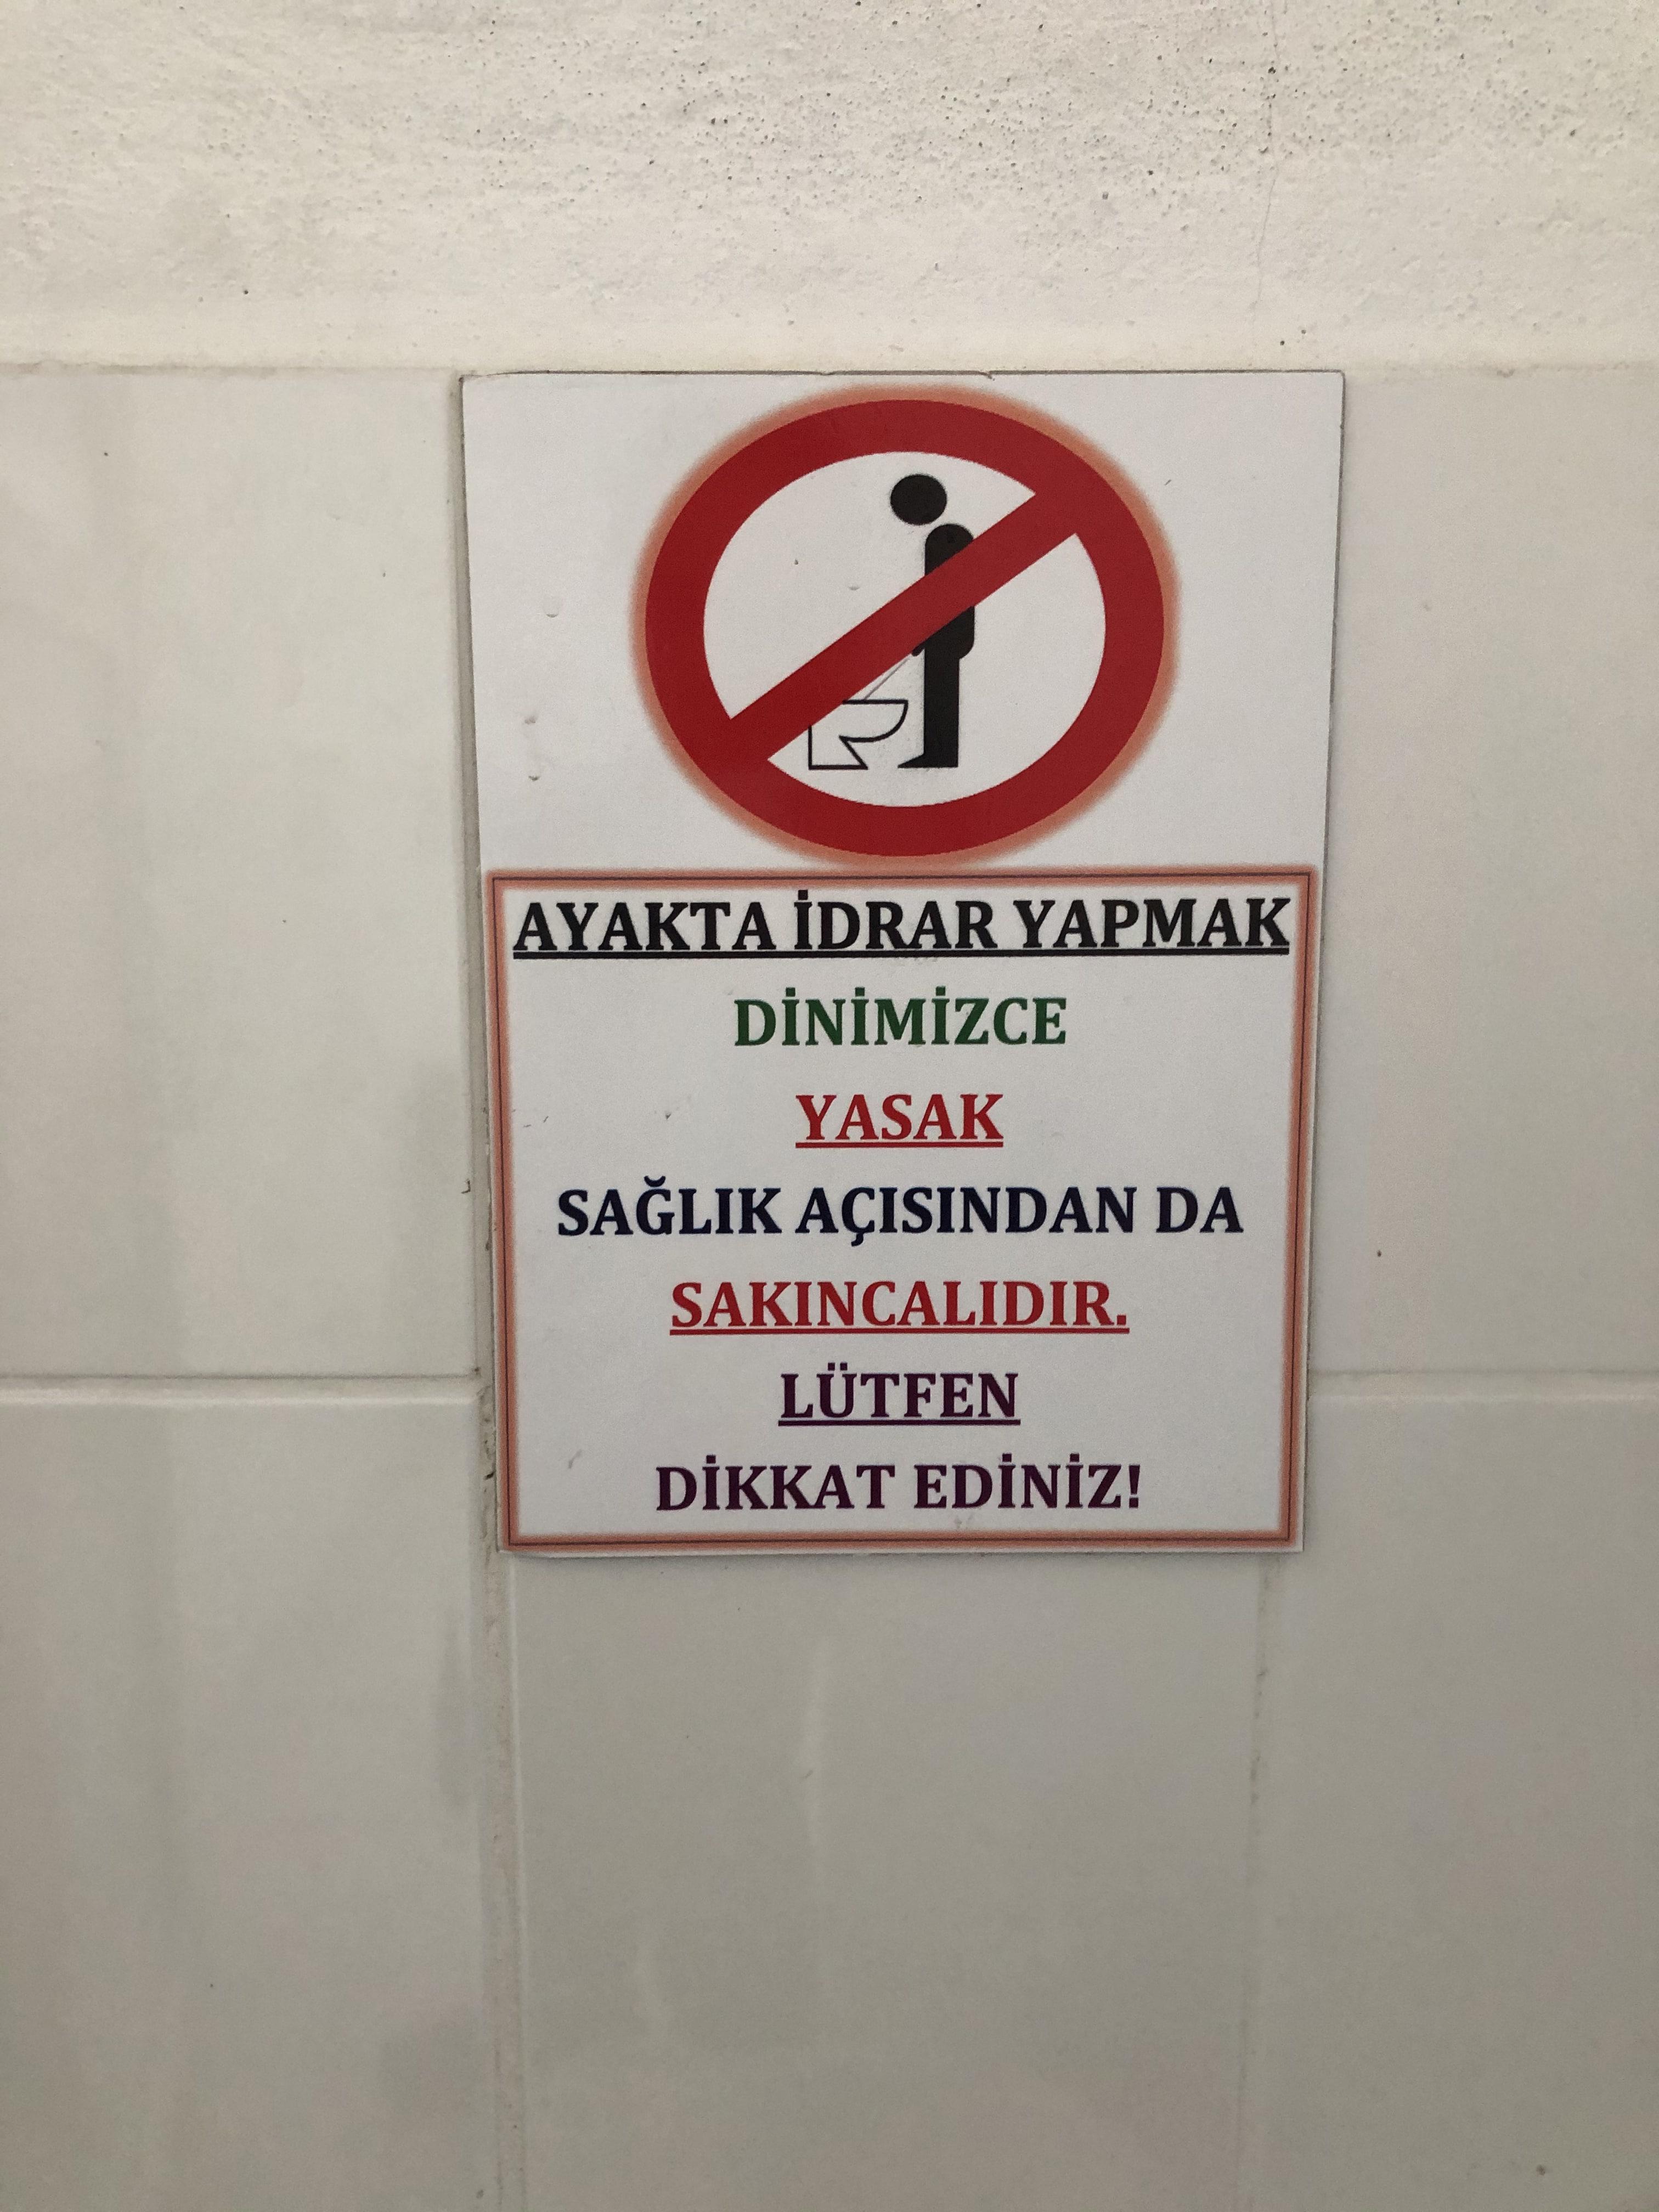 AYAKTA İDRAR YAPMAK
DİNİMİZCE
YASAK
SAĞLIK AÇISINDAN DA
SAKINCALIDIR.
LÜTFEN
DİKKAT EDİNİZ!